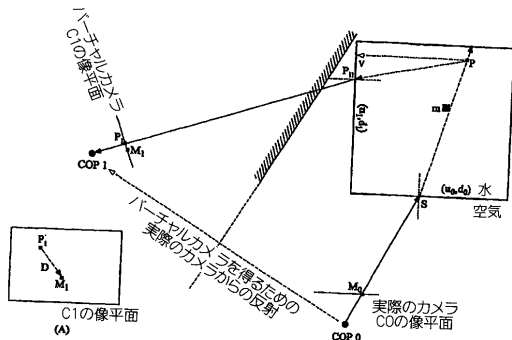 バーチャルカメラ
C1の像平面
P_n
V
P
(u_1,d_1)
m
P_i
M_1
COP 1
(u_0,d_0)
水
空気
S
バーチャルカメラを得るための
実際のカメラからの反射
M_0
実際のカメラ
C0の像平面
COP 0
P_i
D
M_1
C1の像平面
(A)